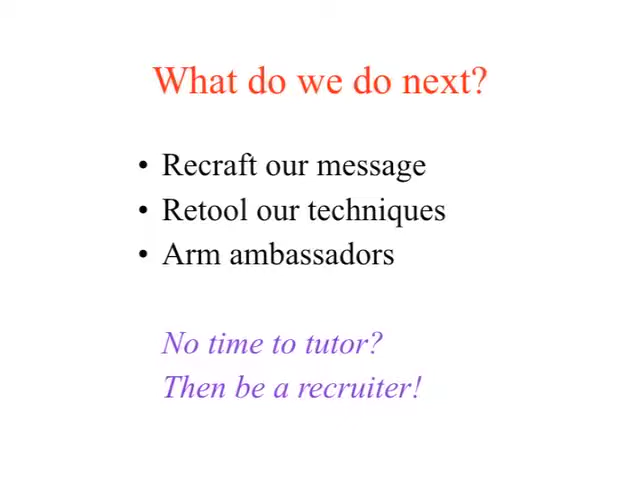 What do we do next?
• Recraft our message
• Retool our techniques
• Arm ambassadors
No time to tutor?
Then be a recruiter!